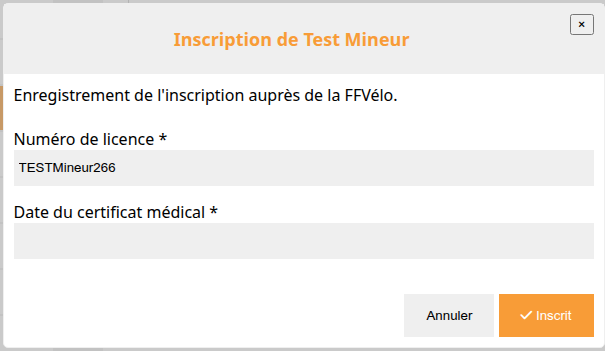 Inscription de Test Mineur
×
Enregistrement de l'inscription auprès de la FFVélo.
Numéro de licence *
TESTMineur266
Date du certificat médical *
Annuler
✓ Inscrit